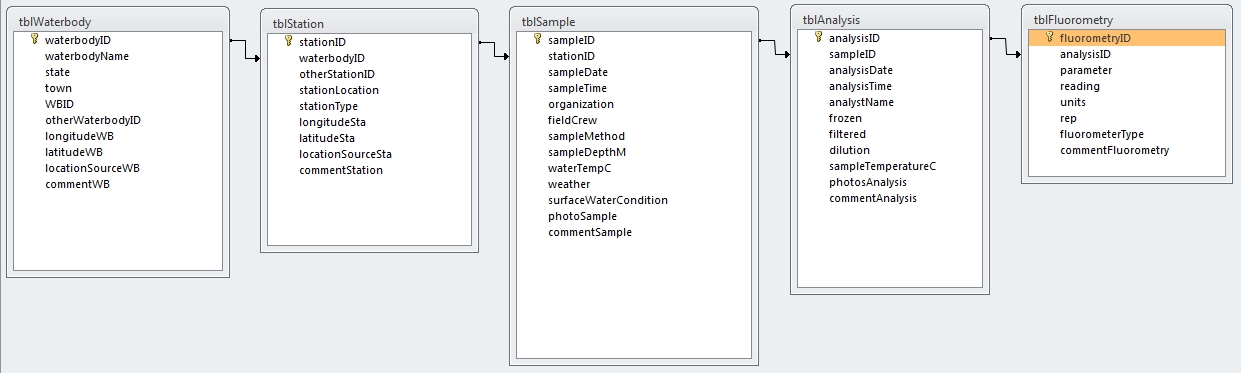 tblWaterbody
waterbodyID
waterbodyName
state
town
WBID
otherWaterbodyID
longitudeWB
latitudeWB
locationSourceWB
commentWB
tblStation
stationID
waterbodyID
otherStationID
stationLocation
stationType
longitudeSta
latitudeSta
locationSourceSta
commentStation
tblSample
sampleID
stationID
sampleDate
sampleTime
organization
fieldCrew
sampleMethod
sampleDepthM
waterTempC
weather
surfaceWaterCondition
photoSample
commentSample
tblAnalysis
analysisID
sampleID
analysisDate
analysisTime
analystName
frozen
filtered
dilution
sampleTemperatureC
photosAnalysis
commentAnalysis
tblFluorometry
fluorometryID
analysisID
parameter
reading
units
rep
fluorometerType
commentFluorometry